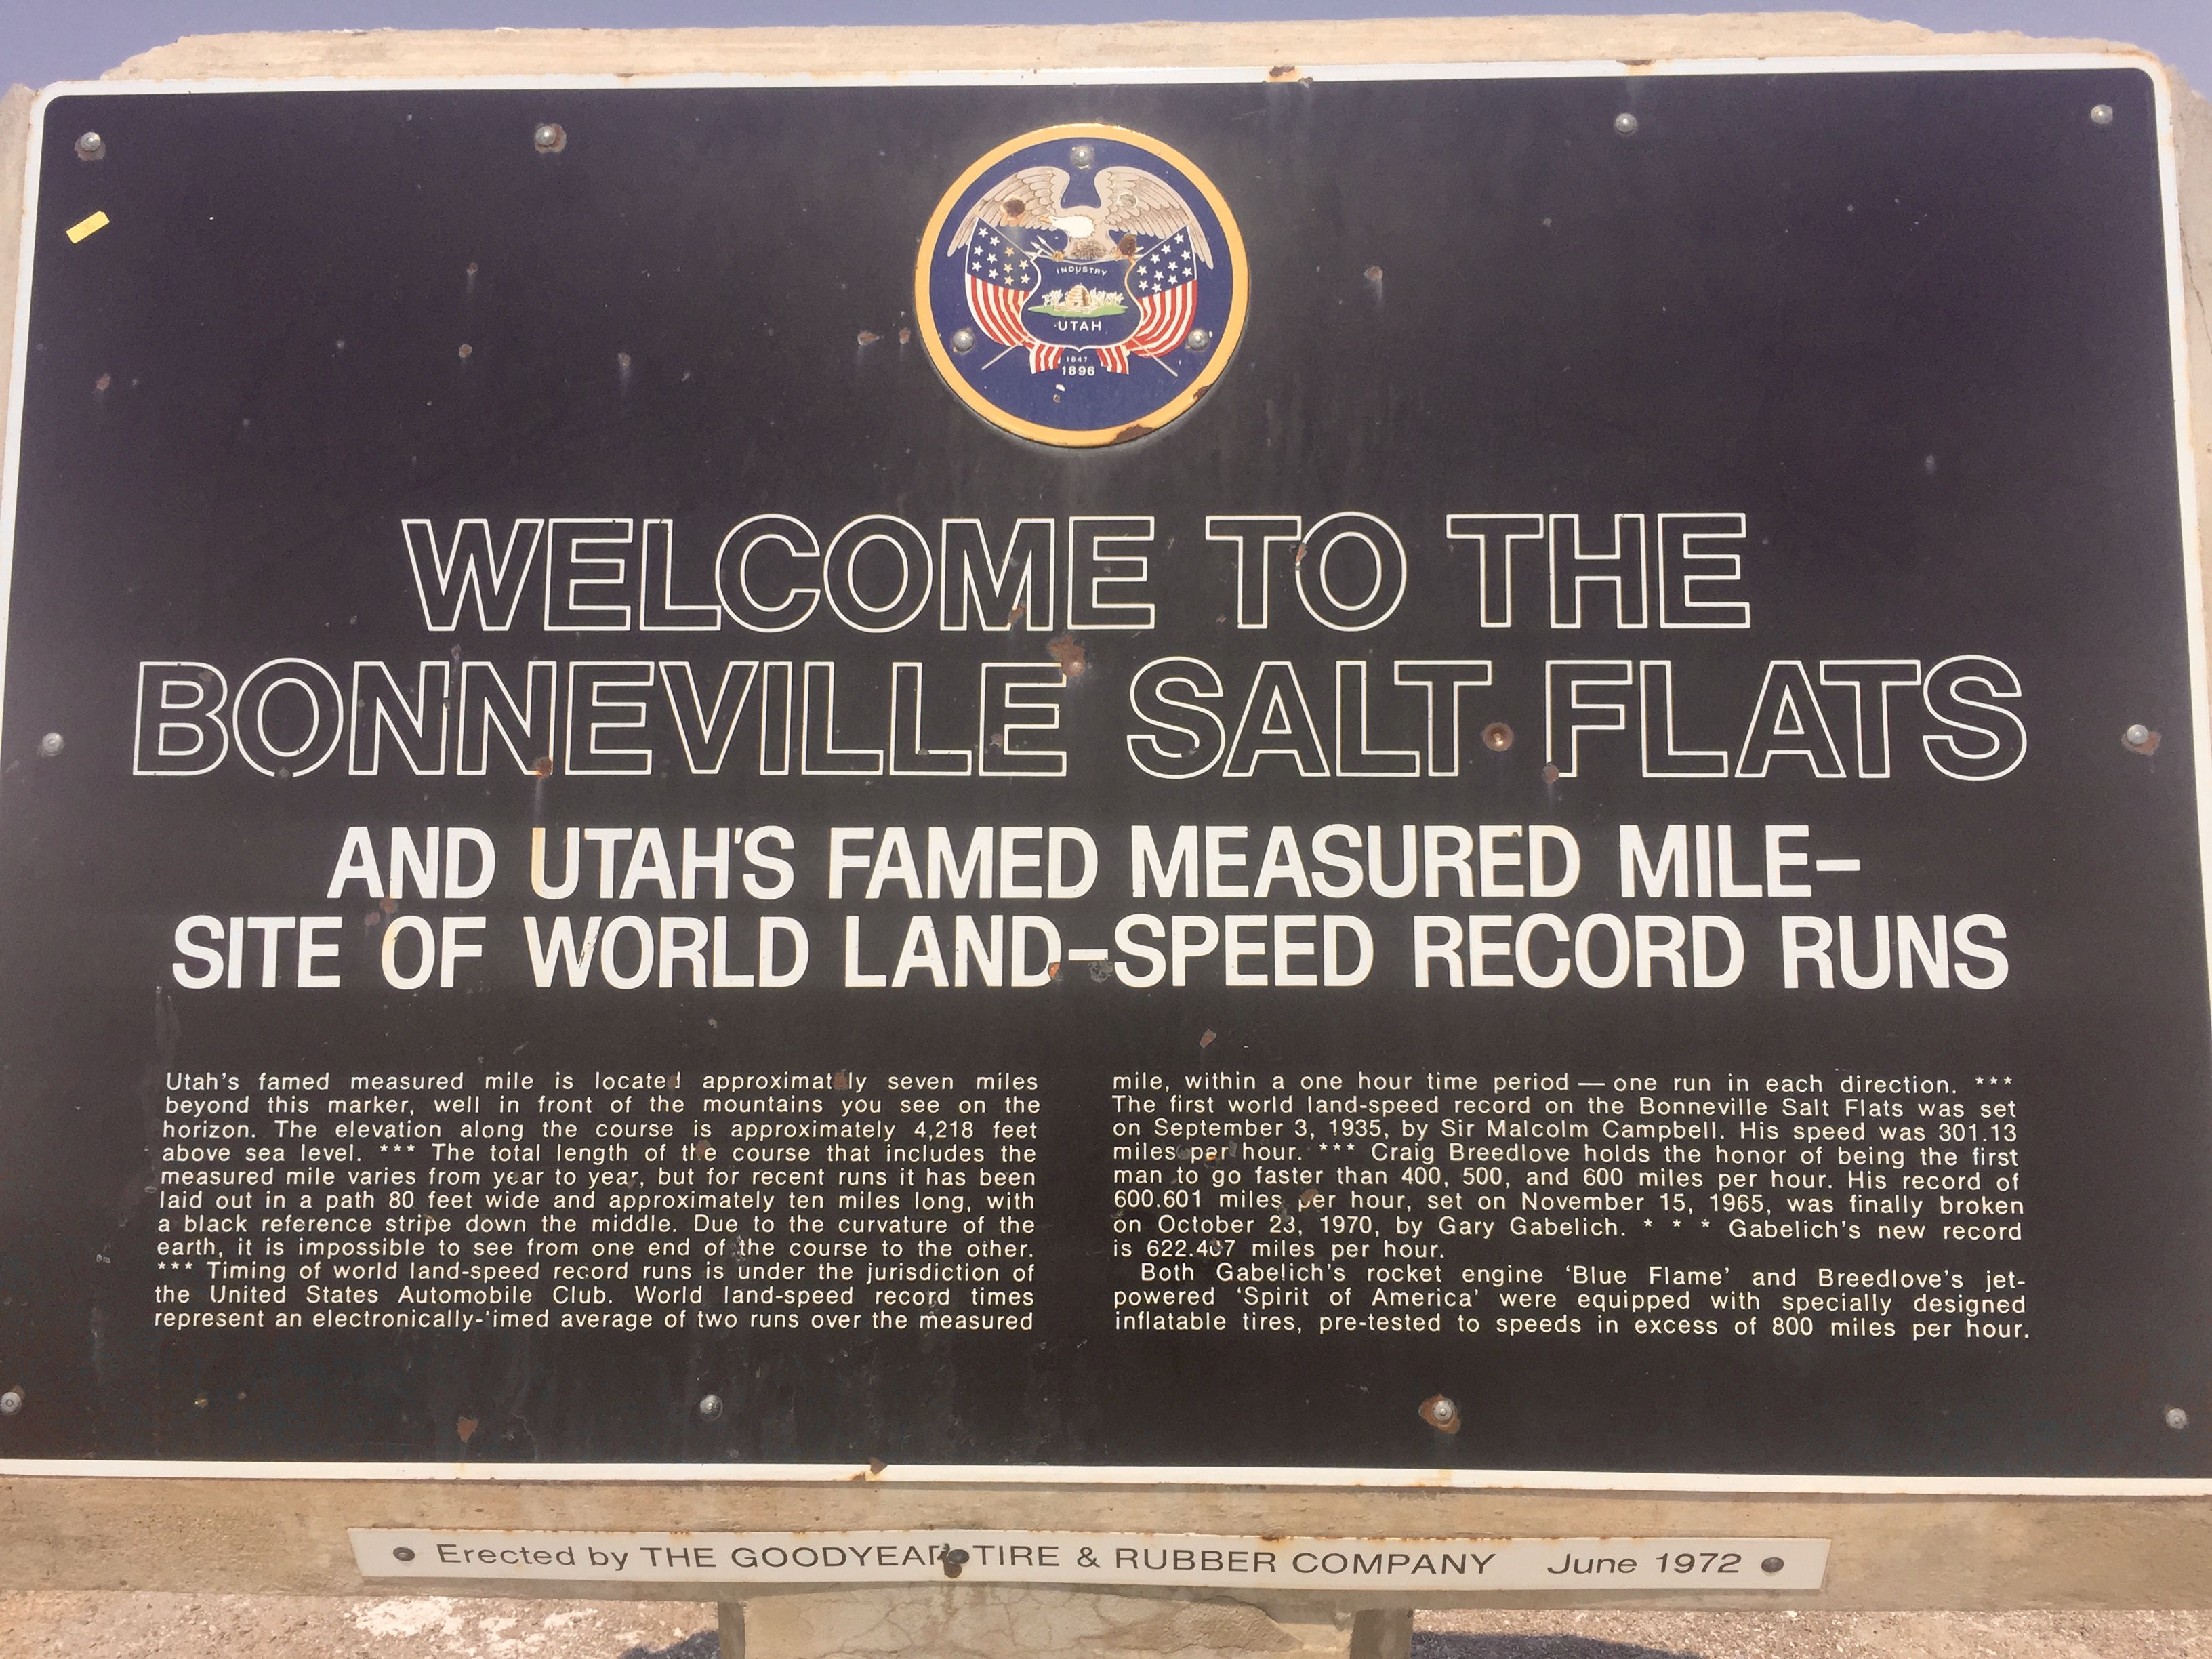 INDUSTRY
UTAH
1847
1896
WELCOME TO THE
BONNEVILLE SALT FLATS
AND UTAH'S FAMED MEASURED MILE–
SITE OF WORLD LAND–SPEED RECORD RUNS
Utah's famed measured mile is located approximately seven miles
beyond this marker, well in front of the mountains you see on the
horizon. The elevation along the course is approximately 4,218 feet
above sea level. *** The total length of the course that includes the
measured mile varies from year to year, but for recent runs it has been
laid out in a path 80 feet wide and approximately ten miles long, with
a black reference stripe down the middle. Due to the curvature of the
earth, it is impossible to see from one end of the course to the other.
*** Timing of world land-speed record runs is under the jurisdiction of
the United States Automobile Club. World land-speed record times
represent an electronically-timed average of two runs over the measured
mile, within a one hour time period — one run in each direction. ***
The first world land-speed record on the Bonneville Salt Flats was set
on September 3, 1935, by Sir Malcolm Campbell. His speed was 301.13
miles per hour. *** Craig Breedlove holds the honor of being the first
man to go faster than 400, 500, and 600 miles per hour. His record of
600.601 miles per hour, set on November 15, 1965, was finally broken
on October 23, 1970, by Gary Gabelich. * * * Gabelich's new record
is 622.407 miles per hour.
Both Gabelich's rocket engine 'Blue Flame' and Breedlove's jet-
powered 'Spirit of America' were equipped with specially designed
inflatable tires, pre-tested to speeds in excess of 800 miles per hour.
Erected by THE GOODYEAR TIRE & RUBBER COMPANY June 1972